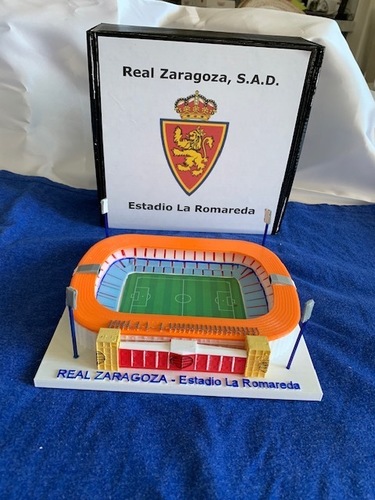 Real Zaragoza, S.A.D.
Estadio La Romareda
REAL ZARAGOZA - Estadio La Romareda